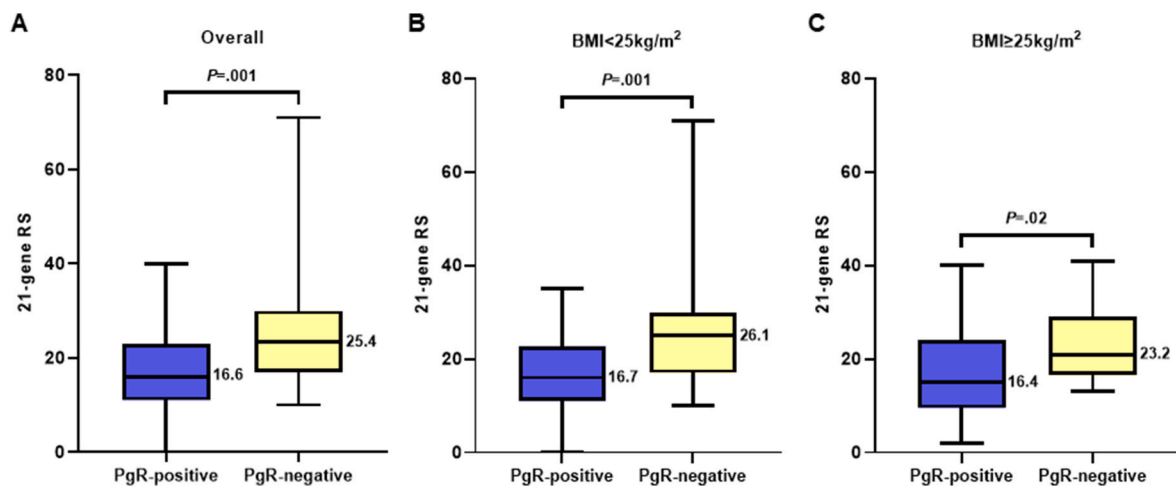 A
Overall
P=.001
80
60
40
20
0
21-gene RS
16.6
25.4
PgR-positive
PgR-negative
B
BMI<25kg/m²
P=.001
80
60
40
20
0
21-gene RS
16.7
26.1
PgR-positive
PgR-negative
C
BMI≥25kg/m²
P=.02
80
60
40
20
0
21-gene RS
16.4
23.2
PgR-positive
PgR-negative